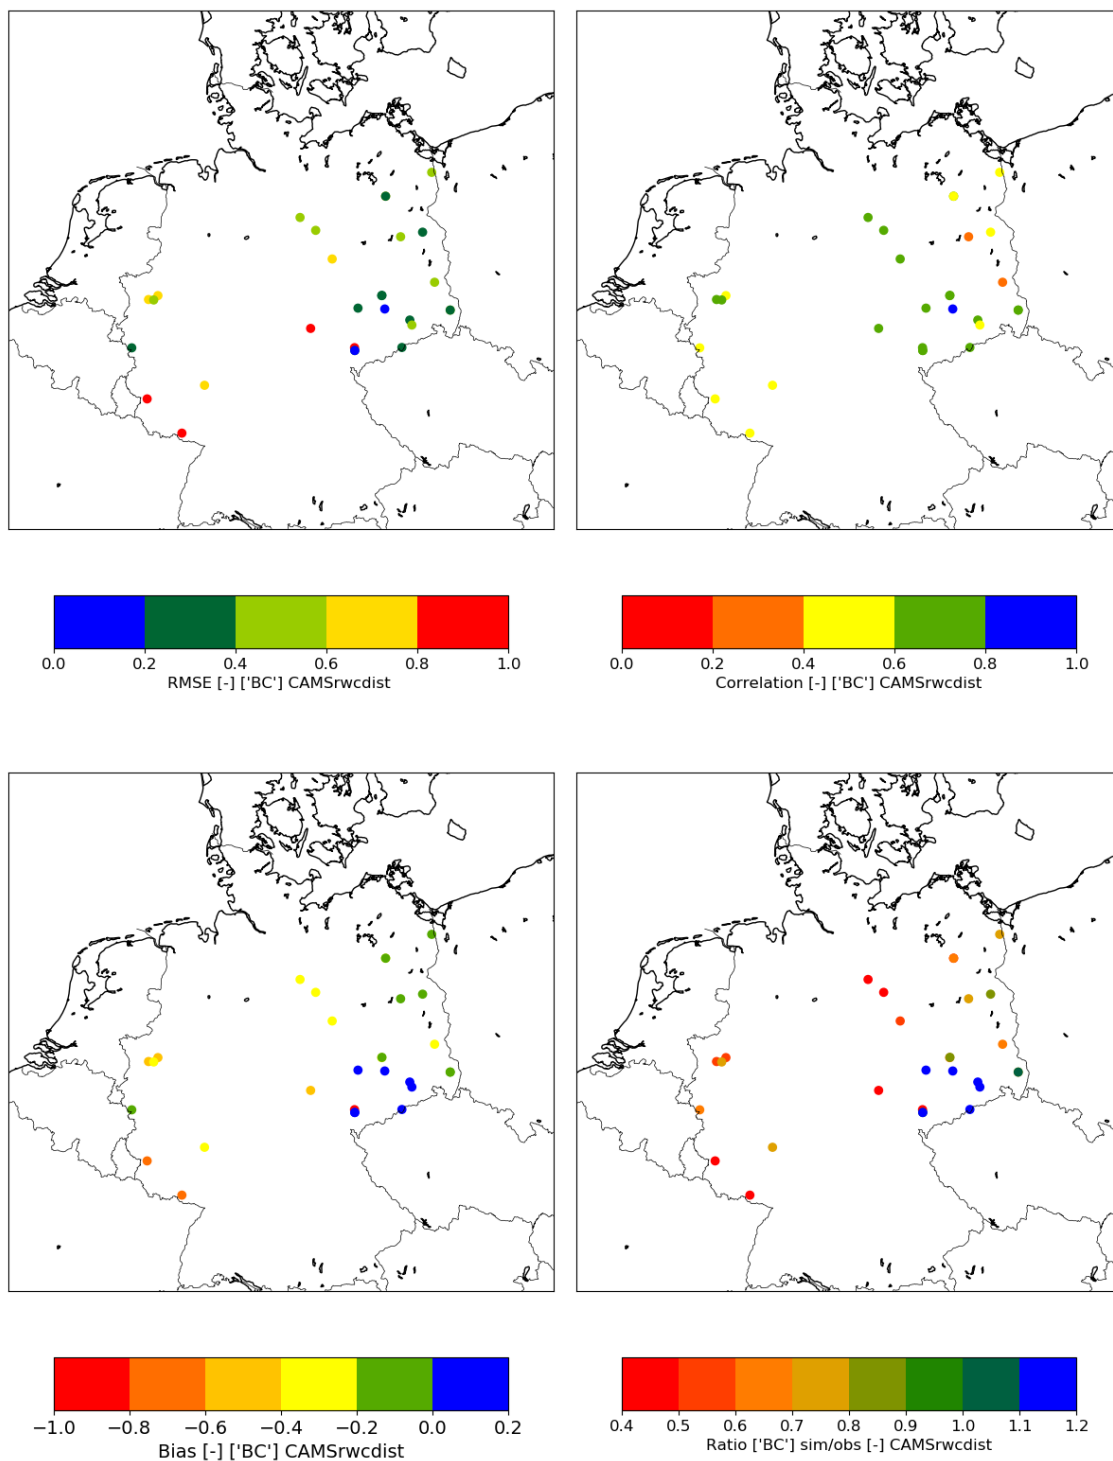 0.0 0.2 0.4 0.6 0.8 1.0
RMSE [-] ['BC'] CAMSrwcdist
0.0 0.2 0.4 0.6 0.8 1.0
Correlation [-] ['BC'] CAMSrwcdist
−1.0 −0.8 −0.6 −0.4 −0.2 0.0 0.2
Bias [-] ['BC'] CAMSrwcdist
0.4 0.5 0.6 0.7 0.8 0.9 1.0 1.1 1.2
Ratio ['BC'] sim/obs [-] CAMSrwcdist